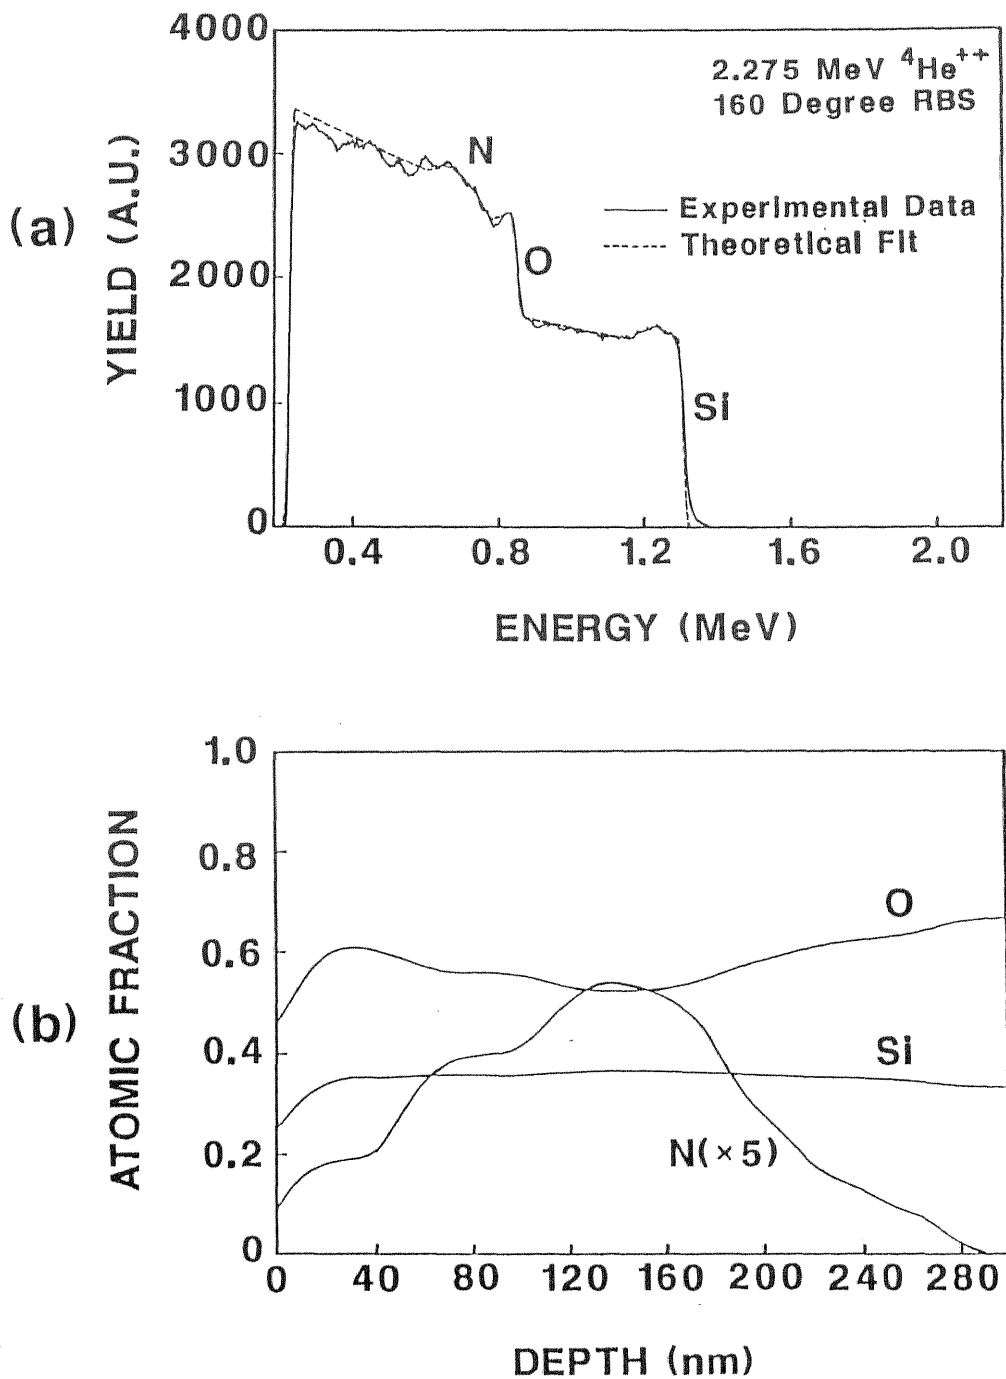 (a)
YIELD (A.U.)
4000
3000
2000
1000
0
2.275 MeV ⁴He⁺⁺
160 Degree RBS
N
Experimental Data
Theoretical Fit
O
Si
0.4 0.8 1.2 1.6 2.0
ENERGY (MeV)
(b)
ATOMIC FRACTION
1.0
0.8
0.6
0.4
0.2
0
O
Si
N(×5)
0 40 80 120 160 200 240 280
DEPTH (nm)